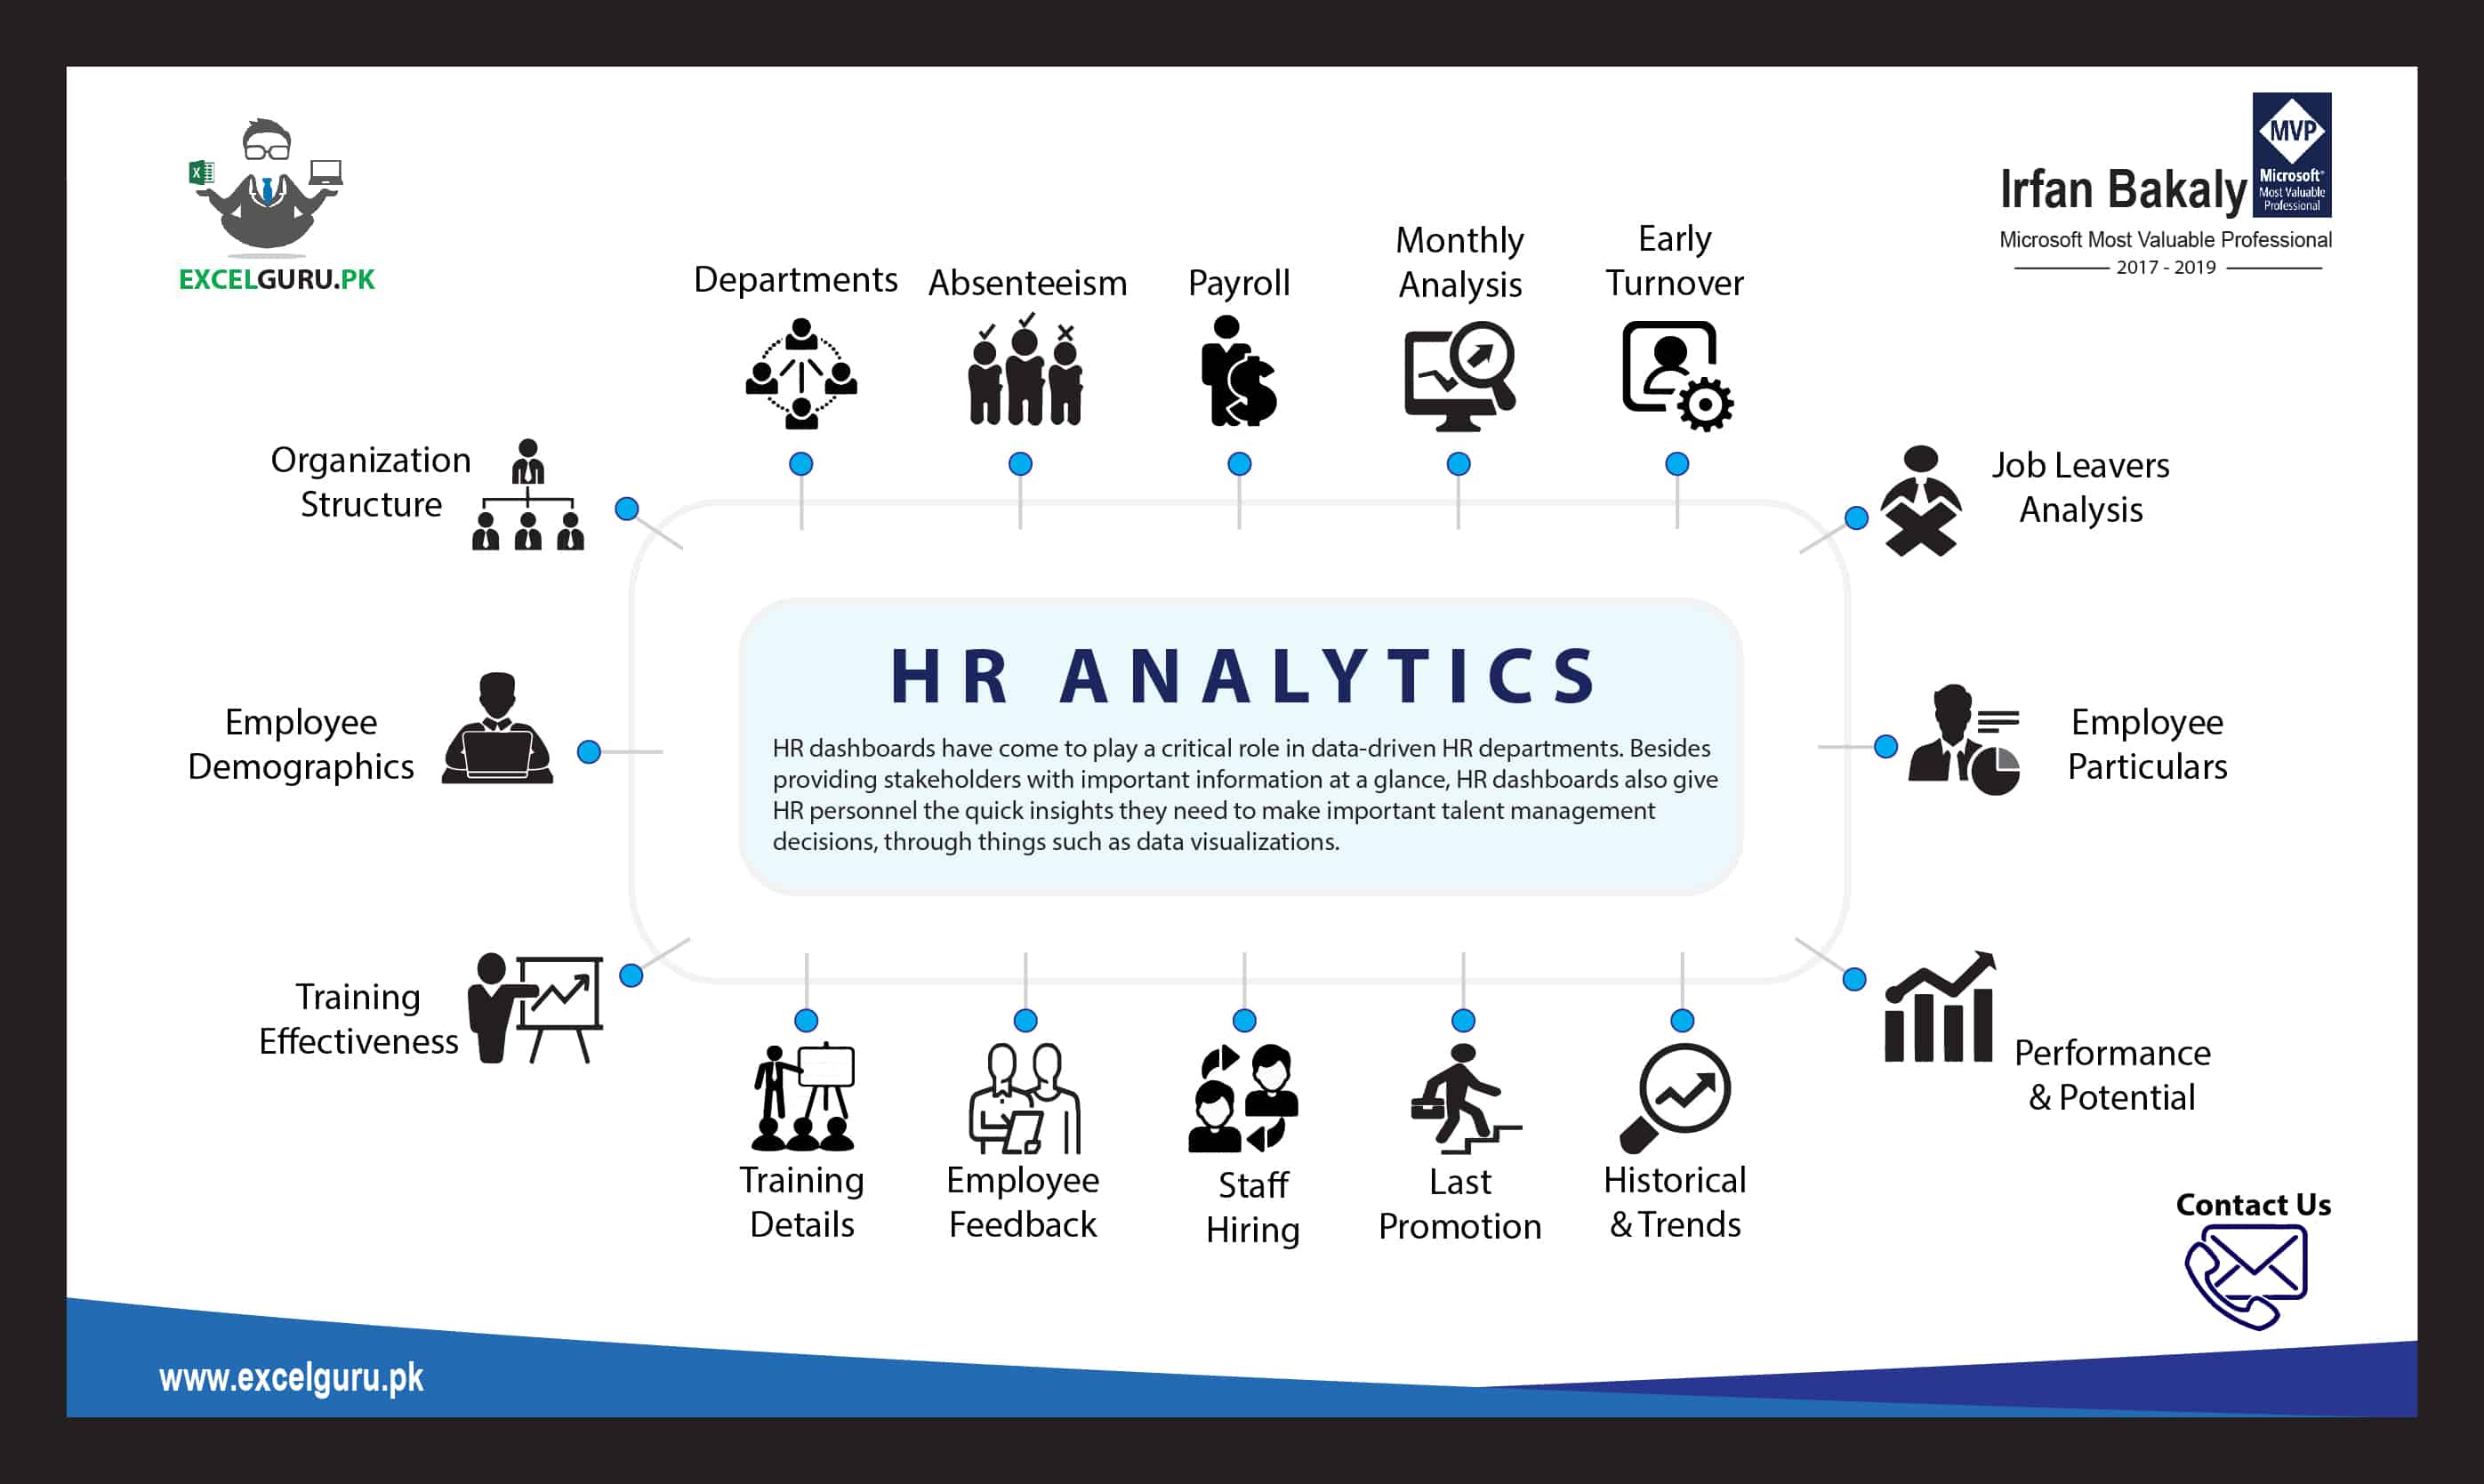 EXCELGURU.PK
MVP
Microsoft®
Most Valuable
Professional
Irfan Bakaly
Microsoft Most Valuable Professional
2017 - 2019
Departments
Absenteeism
Payroll
Monthly
Analysis
Early
Turnover
Organization
Structure
Job Leavers
Analysis
HR ANALYTICS
HR dashboards have come to play a critical role in data-driven HR departments. Besides
providing stakeholders with important information at a glance, HR dashboards also give
HR personnel the quick insights they need to make important talent management
decisions, through things such as data visualizations.
Employee
Demographics
Employee
Particulars
Training
Effectiveness
Performance
& Potential
Training
Details
Employee
Feedback
Staff
Hiring
Last
Promotion
Historical
& Trends
Contact Us
www.excelguru.pk